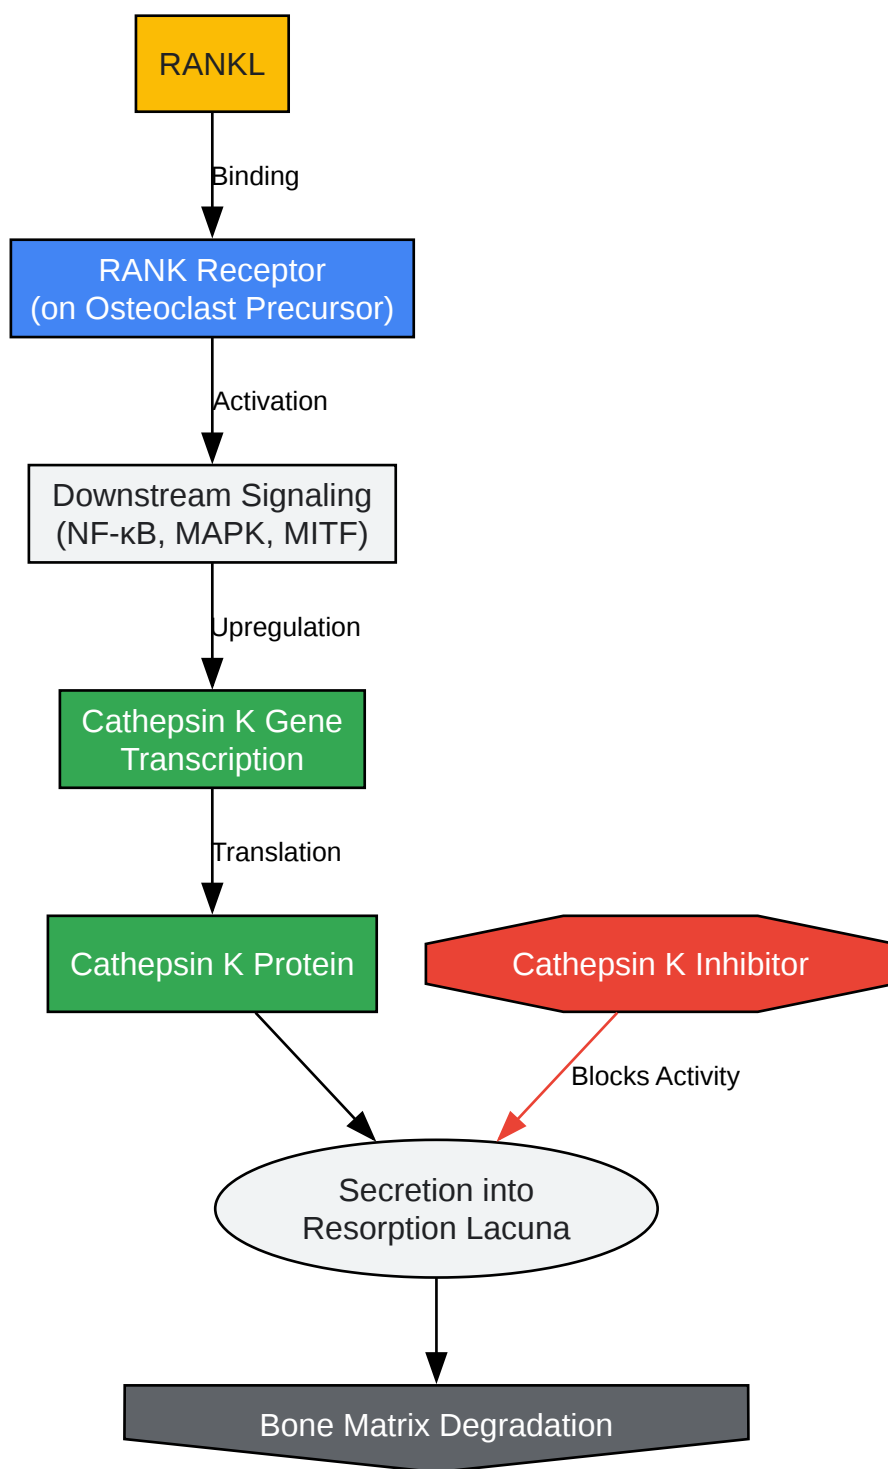 RANKL
Binding
RANK Receptor
(on Osteoclast Precursor)
Activation
Downstream Signaling
(NF-κB, MAPK, MITF)
Upregulation
Cathepsin K Gene
Transcription
Translation
Cathepsin K Protein
Cathepsin K Inhibitor
Blocks Activity
Secretion into
Resorption Lacuna
Bone Matrix Degradation